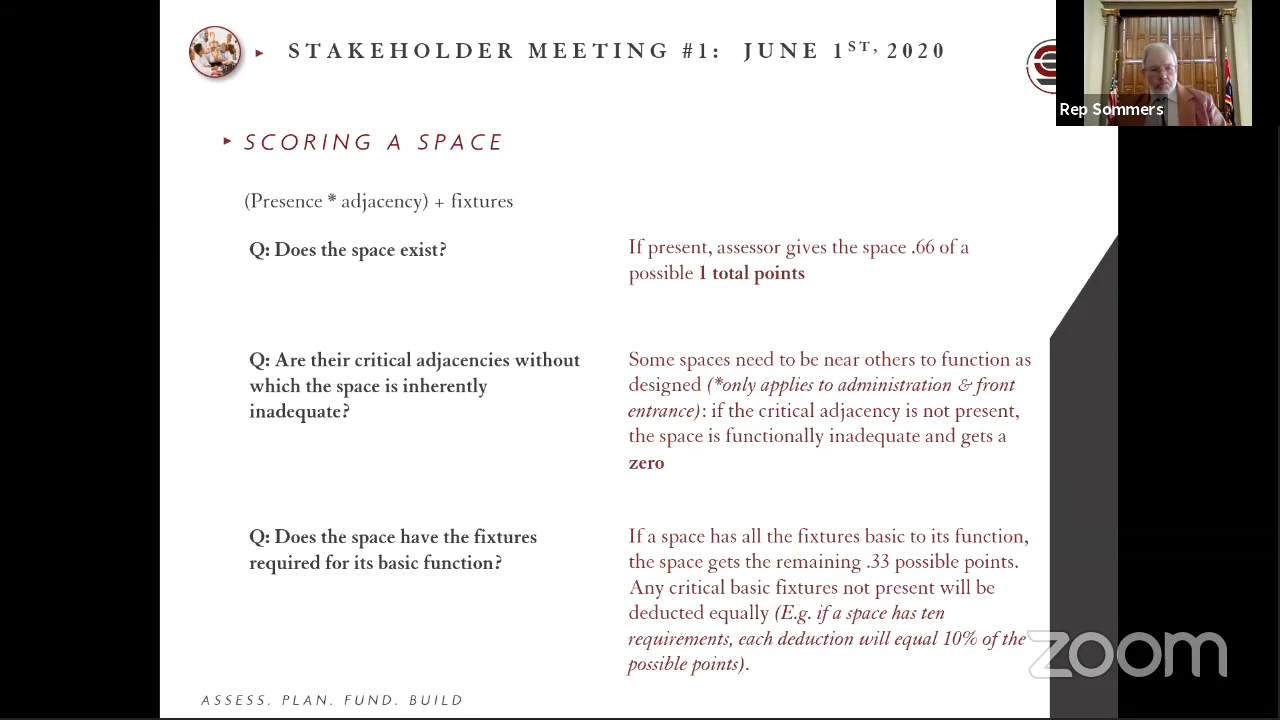 STAKEHOLDER MEETING #1: JUNE 1ST, 2020
Rep Sommers
SCORING A SPACE
(Presence * adjacency) + fixtures
Q: Does the space exist?
If present, assessor gives the space .66 of a
possible 1 total points
Q: Are their critical adjacencies without
which the space is inherently
inadequate?
Some spaces need to be near others to function as
designed (*only applies to administration & front
entrance): if the critical adjacency is not present,
the space is functionally inadequate and gets a
zero
Q: Does the space have the fixtures
required for its basic function?
If a space has all the fixtures basic to its function,
the space gets the remaining .33 possible points.
Any critical basic fixtures not present will be
deducted equally (E.g. if a space has ten
requirements, each deduction will equal 10% of the
possible points).
zoom
ASSESS. PLAN. FUND. BUILD